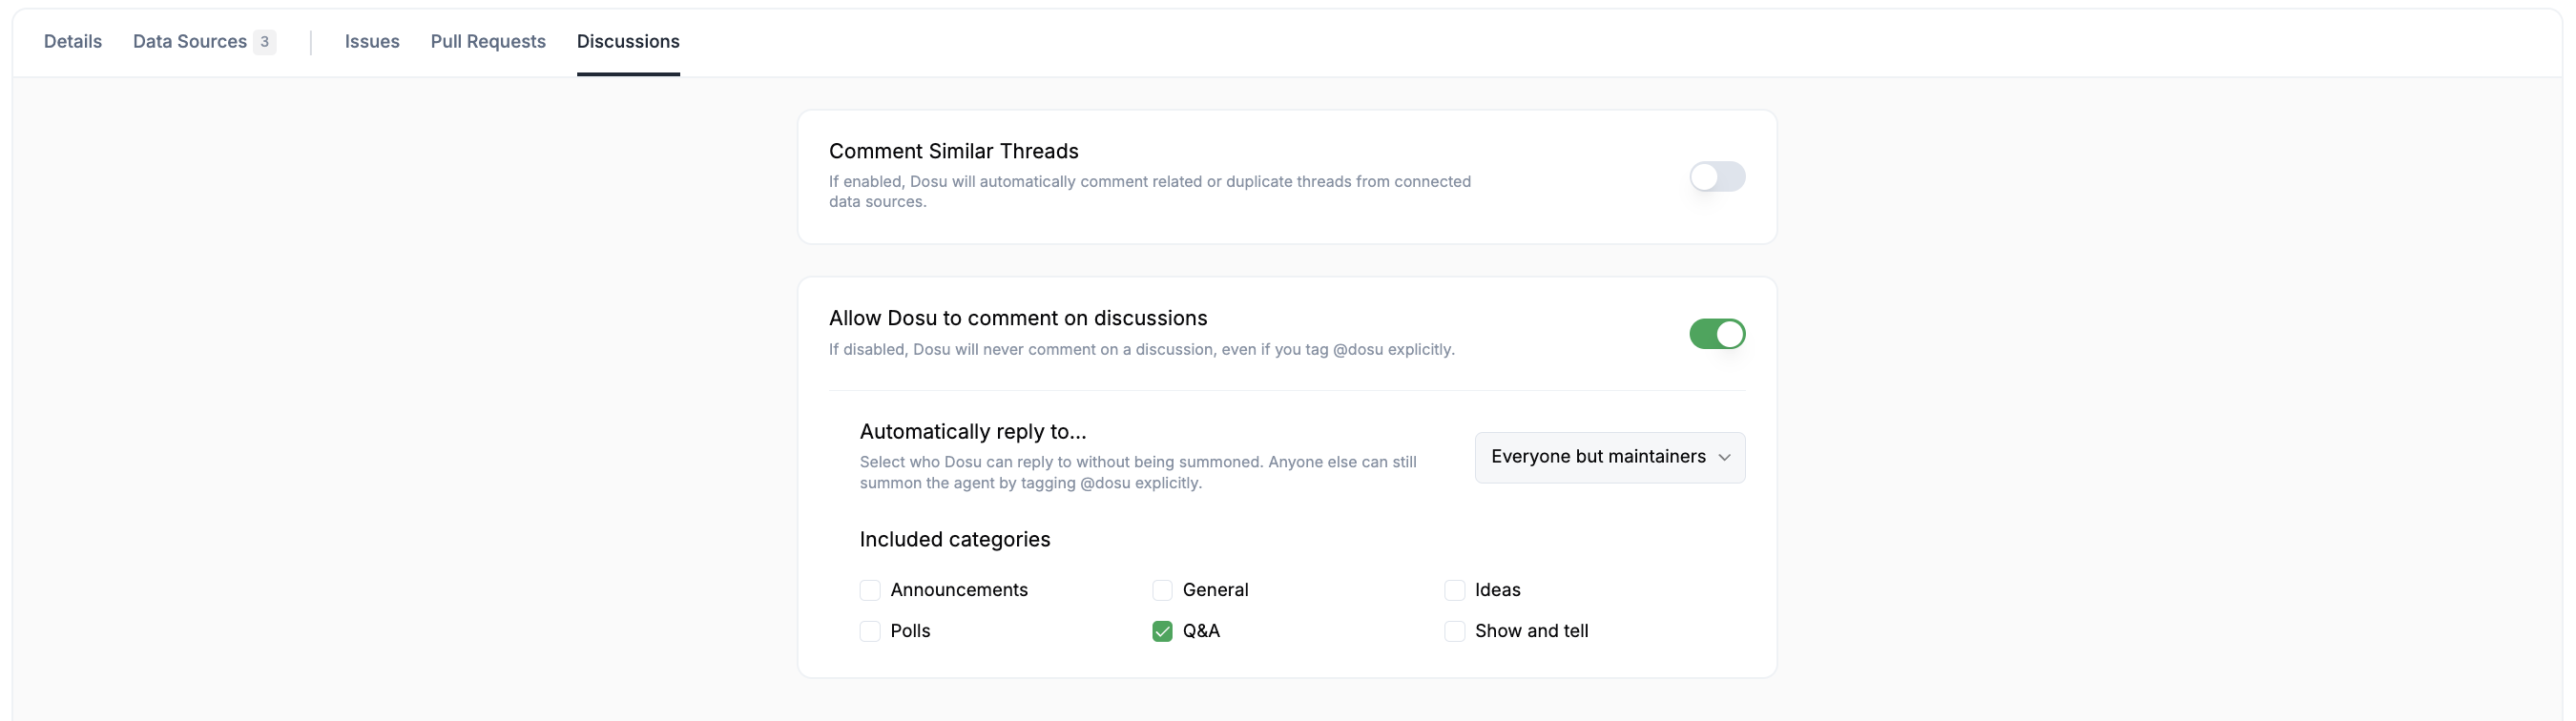 Details Data Sources 3 Issues Pull Requests Discussions
Comment Similar Threads
If enabled, Dosu will automatically comment related or duplicate threads from connected
data sources.
Allow Dosu to comment on discussions
If disabled, Dosu will never comment on a discussion, even if you tag @dosu explicitly.
Automatically reply to...
Select who Dosu can reply to without being summoned. Anyone else can still
summon the agent by tagging @dosu explicitly.
Everyone but maintainers
Included categories
Announcements General Ideas
Polls Q&A Show and tell